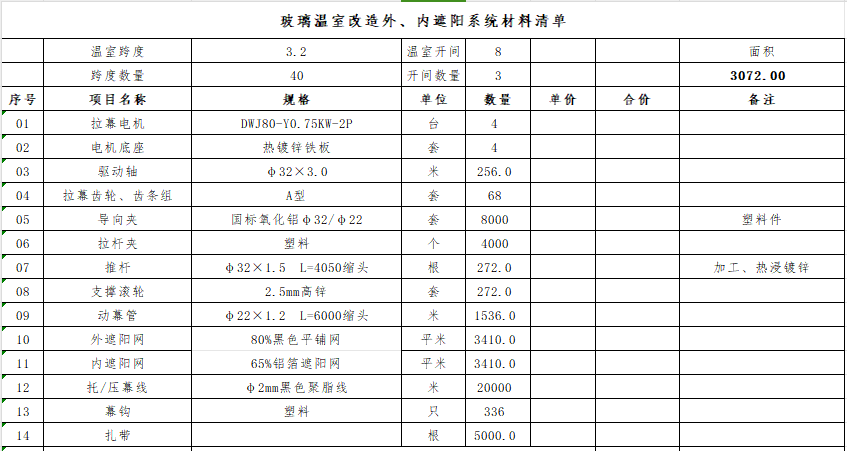 玻璃温室改造外、内遮阳系统材料清单
温室跨度 3.2 温室开间 8 面积
跨度数量 40 开间数量 3 3072.00
序号 项目名称 规格 单位 数量 单价 合价 备注
01 拉幕电机 DWJ80-Y0.75KW-2P 台 4
02 电机底座 热镀锌铁板 套 4
03 驱动轴 φ32×3.0 米 256.0
04 拉幕齿轮、齿条组 A型 套 68
05 导向夹 国标氧化铝φ32/φ22 套 8000 塑料件
06 拉杆夹 塑料 个 4000
07 推杆 φ32×1.5 L=4050缩头 根 272.0 加工、热浸镀锌
08 支撑滚轮 2.5mm高锌 套 272.0
09 动幕管 φ22×1.2 L=6000缩头 米 1536.0
10 外遮阳网 80%黑色平铺网 平米 3410.0
11 内遮阳网 65%铝箔遮阳网 平米 3410.0
12 托/压幕线 φ2mm黑色聚脂线 米 20000
13 幕钩 塑料 只 336
14 扎带 根 5000.0